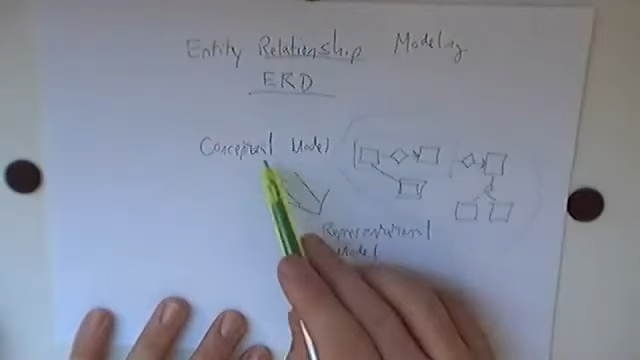 Entity Relationship Modeling
ERD
Conceptual Model
Representational
Model